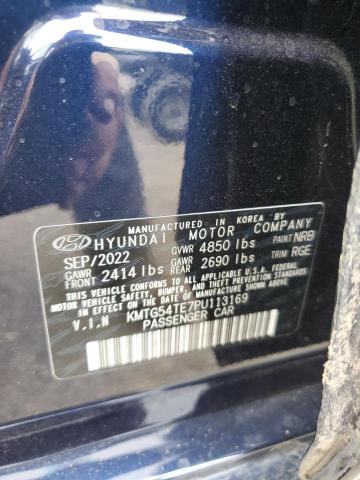 MANUFACTURED IN KOREA BY
HYUNDAI MOTOR COMPANY
SEP/2022 GVWR 4850 lbs PAINT NRB
GAWR FRONT 2414 lbs GAWR REAR 2690 lbs TRIM RGE
THIS VEHICLE CONFORMS TO ALL APPLICABLE U.S.A. FEDERAL
MOTOR VEHICLE SAFETY, BUMPER, AND THEFT PREVENTION
STANDARDS IN EFFECT ON THE DATE OF MANUFACTURE SHOWN ABOVE.
V.I.N KMTG54TE7PU113169
PASSENGER CAR